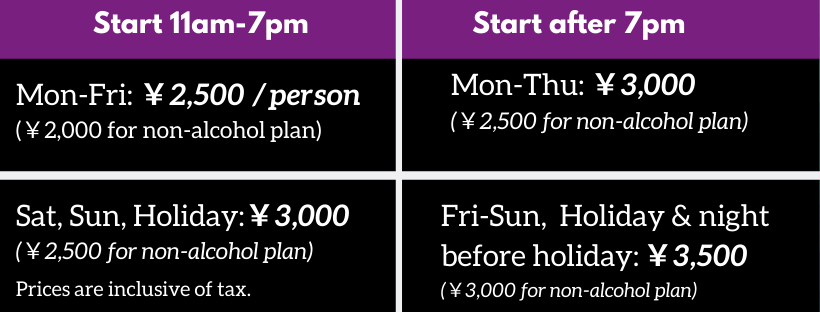 Start 11am-7pm
Start after 7pm
Mon-Fri: ￥2,500 /person
(￥2,000 for non-alcohol plan)
Mon-Thu: ￥3,000
(￥2,500 for non-alcohol plan)
Sat, Sun, Holiday: ￥3,000
(￥2,500 for non-alcohol plan)
Prices are inclusive of tax.
Fri-Sun, Holiday & night
before holiday: ￥3,500
(￥3,000 for non-alcohol plan)